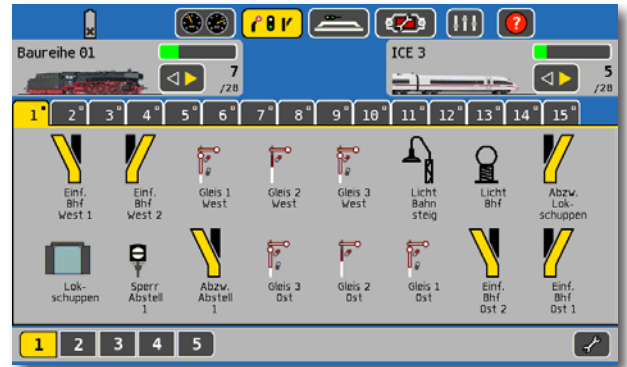 ?
Baureihe 01
7
/28
ICE 3
5
/28
1 2 3 4 5 6 7 8 9 10 11 12 13 14 15
Einf. Bhf West 1
Einf. Bhf West 2
Gleis 1 West
Gleis 2 West
Gleis 3 West
Licht Bahn steig
Licht Bhf
Abzw. Lok- schuppen
Lok- schuppen
Sperr Abstell 1
Abzw. Abstell 1
Gleis 3 Ost
Gleis 2 Ost
Gleis 1 Ost
Einf. Bhf Ost 2
Einf. Bhf Ost 1
1 2 3 4 5